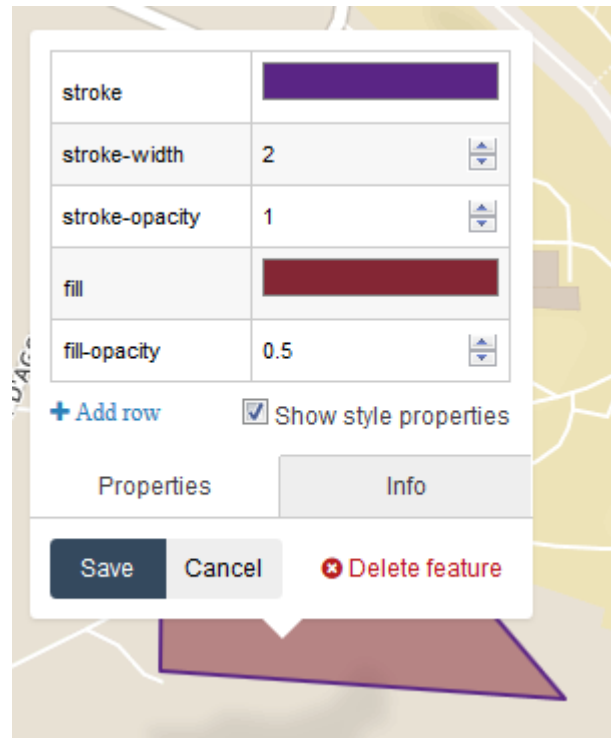 stroke
stroke-width 2
stroke-opacity 1
fill
fill-opacity 0.5
D'AGO
+ Add row Show style properties
Properties Info
Save Cancel Delete feature